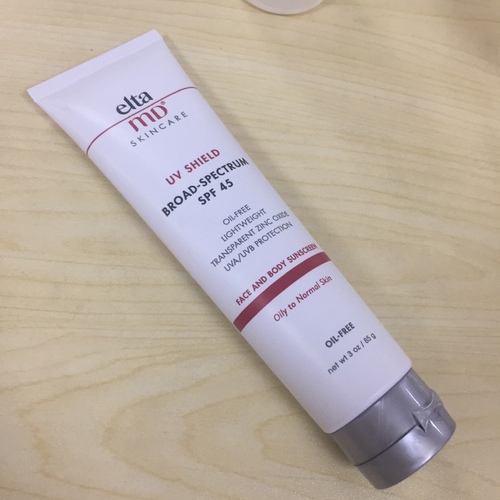 elta
MD®
SKINCARE
UV SHIELD
BROAD-SPECTRUM
SPF 45
OIL-FREE
LIGHTWEIGHT
TRANSPARENT ZINC OXIDE
UVA/UVB PROTECTION
FACE AND BODY SUNSCREEN
Oily to Normal Skin
OIL-FREE
net wt 3 oz / 85 g